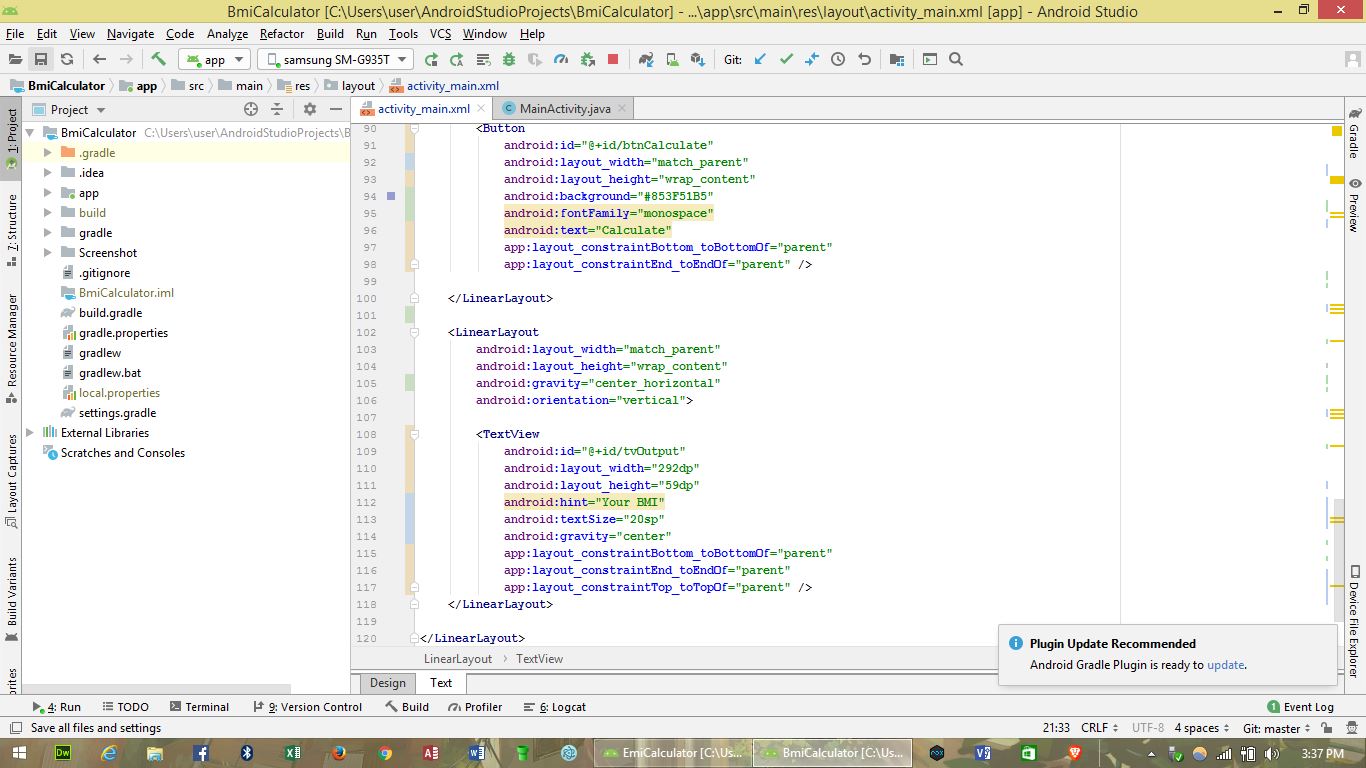 BmiCalculator [C:\Users\user\AndroidStudioProjects\BmiCalculator] - ...\app\src\main\res\layout\activity_main.xml [app] - Android Studio
File Edit View Navigate Code Analyze Refactor Build Run Tools VCS Window Help
app samsung SM-G935T Git:
BmiCalculator app src main res layout activity_main.xml
1: Project
7: Structure
Resource Manager
Layout Captures
Build Variants
Project
BmiCalculator C:\Users\user\AndroidStudioProjects\B
.gradle
.idea
app
build
gradle
Screenshot
.gitignore
BmiCalculator.iml
build.gradle
gradle.properties
gradlew
gradlew.bat
local.properties
settings.gradle
External Libraries
Scratches and Consoles
activity_main.xml MainActivity.java
90 <Button
91 android:id="@+id/btnCalculate"
92 android:layout_width="match_parent"
93 android:layout_height="wrap_content"
94 android:background="#853F51B5"
95 android:fontFamily="monospace"
96 android:text="Calculate"
97 app:layout_constraintBottom_toBottomOf="parent"
98 app:layout_constraintEnd_toEndOf="parent" />
99
100 </LinearLayout>
101
102 <LinearLayout
103 android:layout_width="match_parent"
104 android:layout_height="wrap_content"
105 android:gravity="center_horizontal"
106 android:orientation="vertical">
107
108 <TextView
109 android:id="@+id/tvOutput"
110 android:layout_width="292dp"
111 android:layout_height="59dp"
112 android:hint="Your BMI"
113 android:textSize="20sp"
114 android:gravity="center"
115 app:layout_constraintBottom_toBottomOf="parent"
116 app:layout_constraintEnd_toEndOf="parent"
117 app:layout_constraintTop_toTopOf="parent" />
118 </LinearLayout>
119
120 </LinearLayout>
LinearLayout TextView
Design Text
Gradle
Preview
Device File Explorer
Plugin Update Recommended
Android Gradle Plugin is ready to update.
4: Run TODO Terminal 9: Version Control Build Profiler 6: Logcat 1 Event Log
Save all files and settings 21:33 CRLF UTF-8 4 spaces Git: master
Dw EmiCalculator [C:\Us... BmiCalculator [C:\Us... 3:37 PM